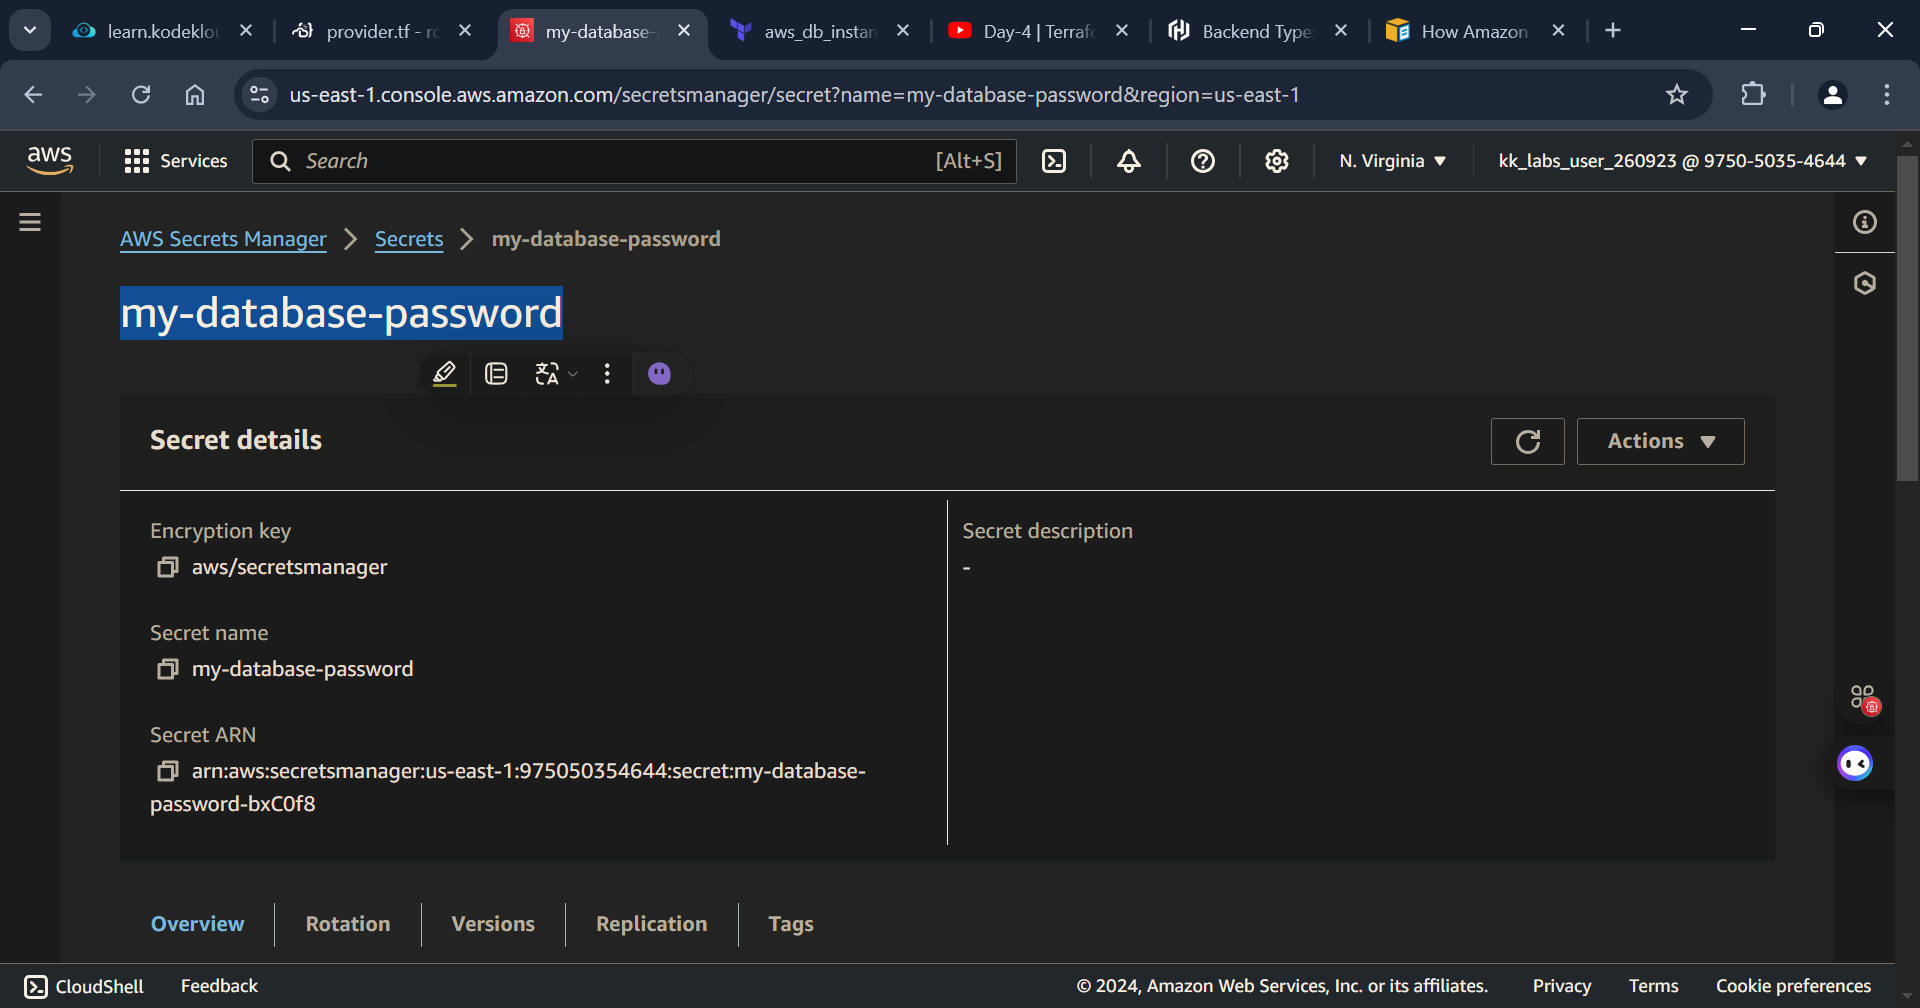 learn.kodeklo
provider.tf - ro
my-database-
aws_db_instan
Day-4 | Terrafo
Backend Type
How Amazon
us-east-1.console.aws.amazon.com/secretsmanager/secret?name=my-database-password&region=us-east-1
aws
Services
Search
[Alt+S]
N. Virginia
kk_labs_user_260923 @ 9750-5035-4644
AWS Secrets Manager
Secrets
my-database-password
my-database-password
Secret details
Actions
Encryption key
aws/secretsmanager
Secret description
-
Secret name
my-database-password
Secret ARN
arn:aws:secretsmanager:us-east-1:975050354644:secret:my-database-
password-bxC0f8
Overview
Rotation
Versions
Replication
Tags
CloudShell
Feedback
© 2024, Amazon Web Services, Inc. or its affiliates.
Privacy
Terms
Cookie preferences